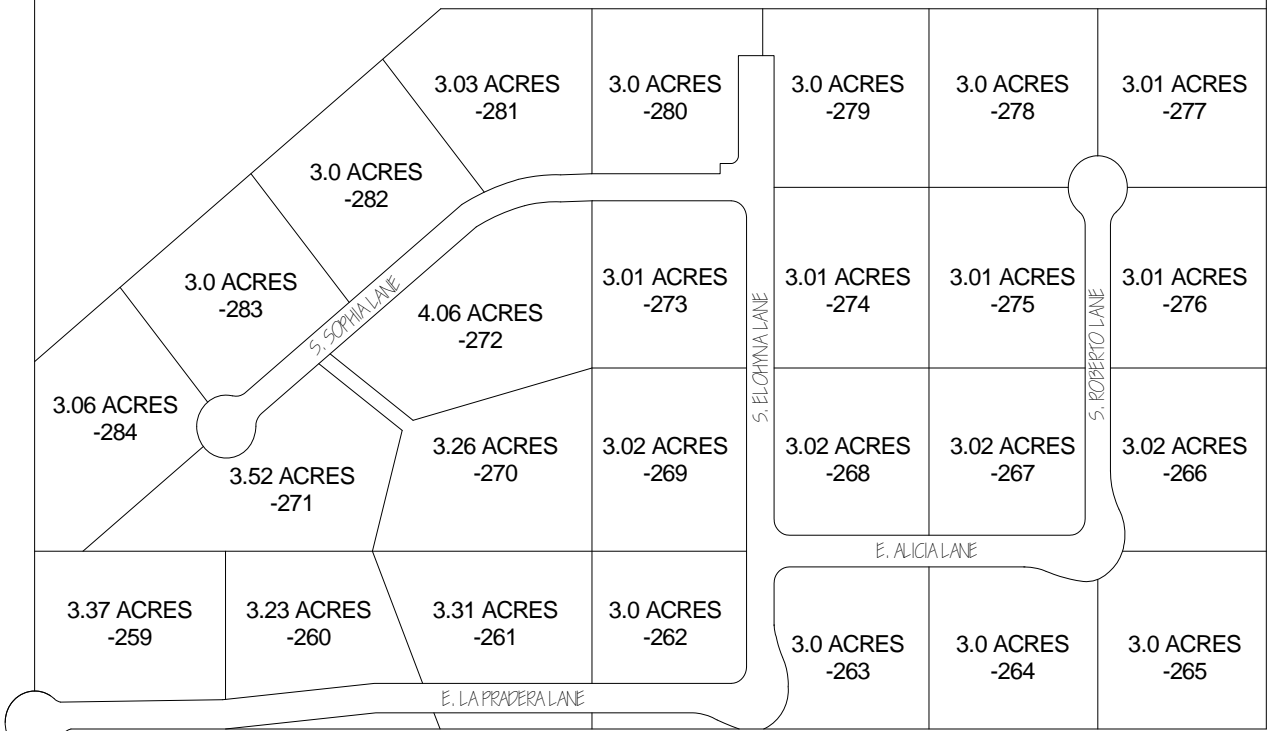 3.03 ACRES
-281
3.0 ACRES
-280
3.0 ACRES
-279
3.0 ACRES
-278
3.01 ACRES
-277
3.0 ACRES
-282
3.0 ACRES
-283
S. SOPHIA LANE
4.06 ACRES
-272
3.01 ACRES
-273
S. ELOHYNA LANE
3.01 ACRES
-274
3.01 ACRES
-275
S. ROBERTO LANE
3.01 ACRES
-276
3.06 ACRES
-284
3.52 ACRES
-271
3.26 ACRES
-270
3.02 ACRES
-269
3.02 ACRES
-268
3.02 ACRES
-267
3.02 ACRES
-266
E. ALICIA LANE
3.37 ACRES
-259
3.23 ACRES
-260
3.31 ACRES
-261
3.0 ACRES
-262
3.0 ACRES
-263
3.0 ACRES
-264
3.0 ACRES
-265
E. LA PRADERA LANE